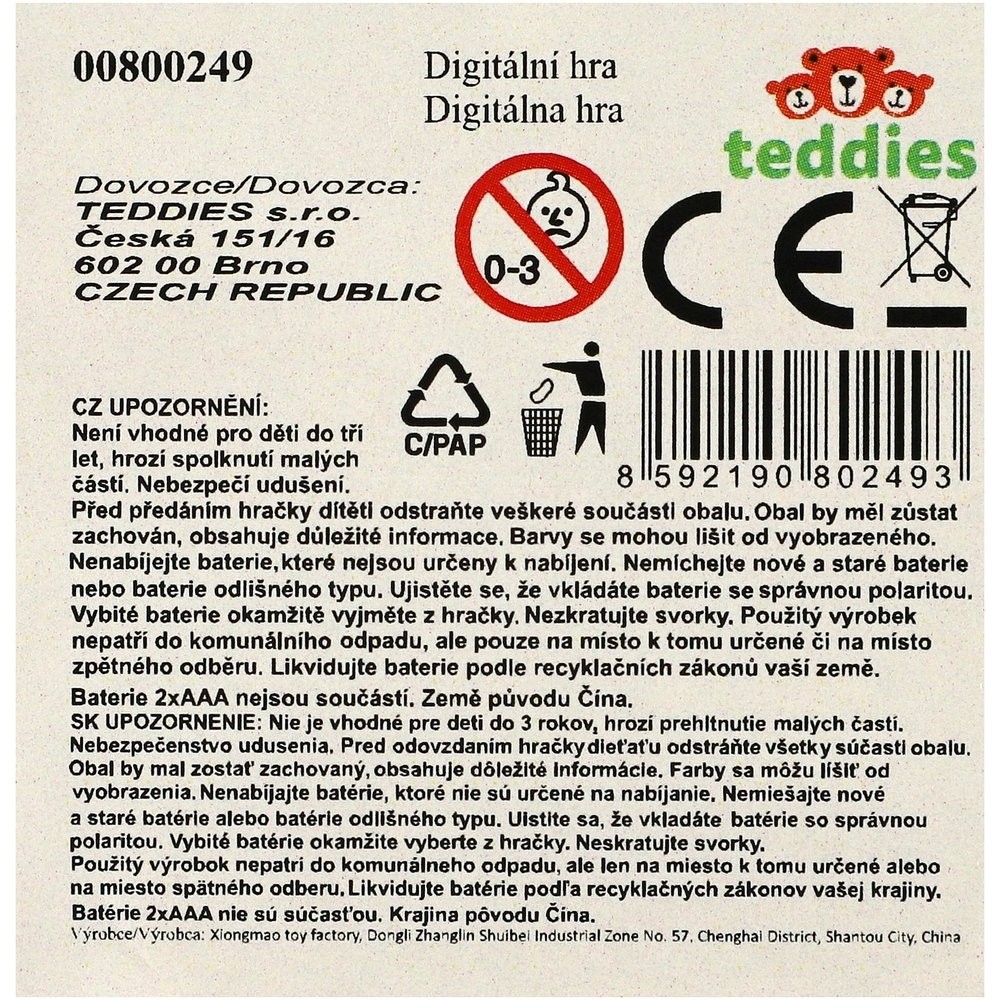 00800249
Digitální hra
Digitálna hra
teddies
Dovozce/Dovozca:
TEDDIES s.r.o.
Česká 151/16
602 00 Brno
CZECH REPUBLIC
0-3
CE
C/PAP
8 592190 802493
CZ UPOZORNĚNÍ:
Není vhodné pro děti do tří
let, hrozí spolknutí malých
částí. Nebezpečí udušení.
Před předáním hračky dítěti odstraňte veškeré součásti obalu. Obal by měl zůstat
zachován, obsahuje důležité informace. Barvy se mohou lišit od vyobrazeného.
Nenabíjejte baterie, které nejsou určeny k nabíjení. Nemíchejte nové a staré baterie
nebo baterie odlišného typu. Ujistěte se, že vkládáte baterie se správnou polaritou.
Vybité baterie okamžitě vyjměte z hračky. Nezkratujte svorky. Použitý výrobek
nepatří do komunálního odpadu, ale pouze na místo k tomu určené či na místo
zpětného odběru. Likvidujte baterie podle recyklačních zákonů vaší země.
Baterie 2xAAA nejsou součástí. Země původu Čína.
SK UPOZORNENIE: Nie je vhodné pre deti do 3 rokov, hrozí prehltnutie malých častí.
Nebezpečenstvo udusenia. Pred odovzdaním hračky dieťaťu odstráňte všetky súčasti obalu.
Obal by mal zostať zachovaný, obsahuje dôležité informácie. Farby sa môžu líšiť od
vyobrazenia. Nenabíjajte batérie, ktoré nie sú určené na nabíjanie. Nemiešajte nové
a staré batérie alebo batérie odlišného typu. Uistite sa, že vkladáte batérie so správnou
polaritou. Vybité batérie okamžite vyberte z hračky. Neskratujte svorky.
Použitý výrobok nepatrí do komunálneho odpadu, ale len na miesto k tomu určené alebo
na miesto spätného odberu. Likvidujte batérie podľa recyklačných zákonov vašej krajiny.
Batérie 2xAAA nie sú súčasťou. Krajina pôvodu Čína.
Výrobce/Výrobca: Xiongmao toy factory, Dongli Zhanglin Shuibei Industrial Zone No. 57, Chenghai District, Shantou City, China